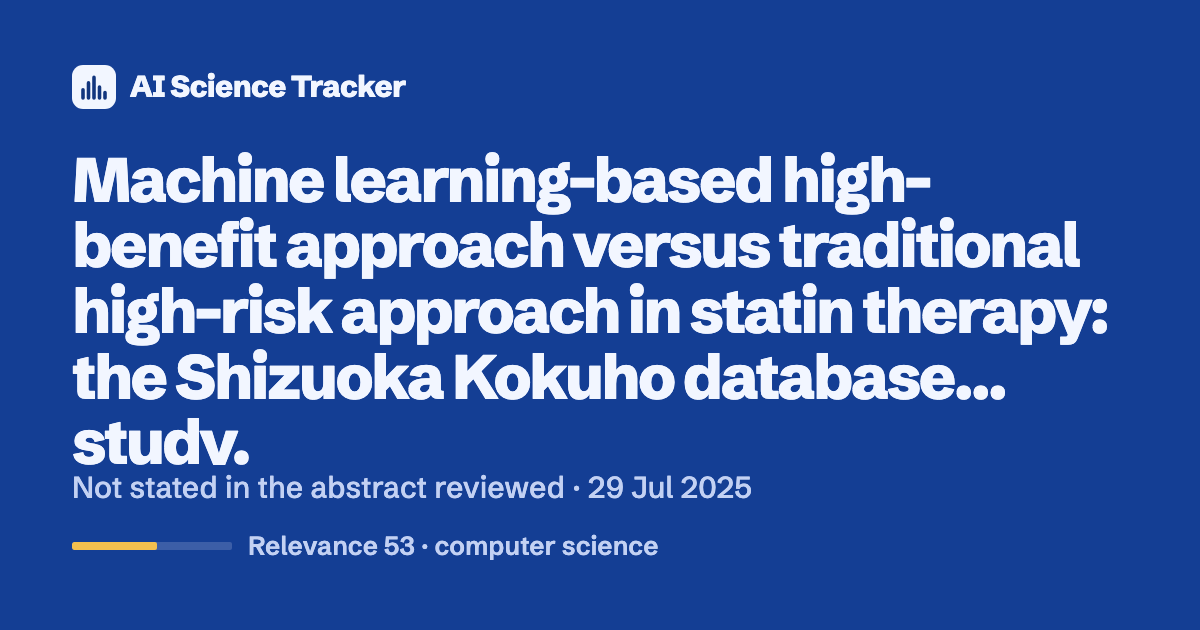 AI Science Tracker
Machine learning-based high-
benefit approach versus traditional
high-risk approach in statin therapy:
the Shizuoka Kokuho database...
study.
Not stated in the abstract reviewed · 29 Jul 2025
Relevance 53 · computer science